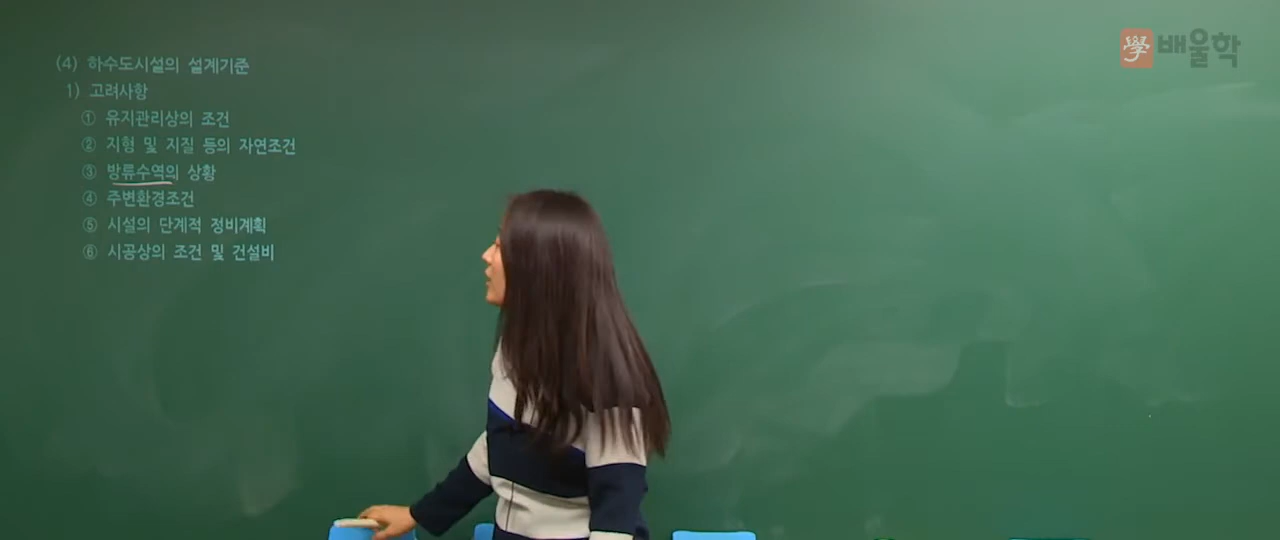 (4) 하수도시설의 설계기준
1) 고려사항
① 유지관리상의 조건
② 지형 및 지질 등의 자연조건
③ 방류수역의 상황
④ 주변환경조건
⑤ 시설의 단계적 정비계획
⑥ 시공상의 조건 및 건설비
學 배울학